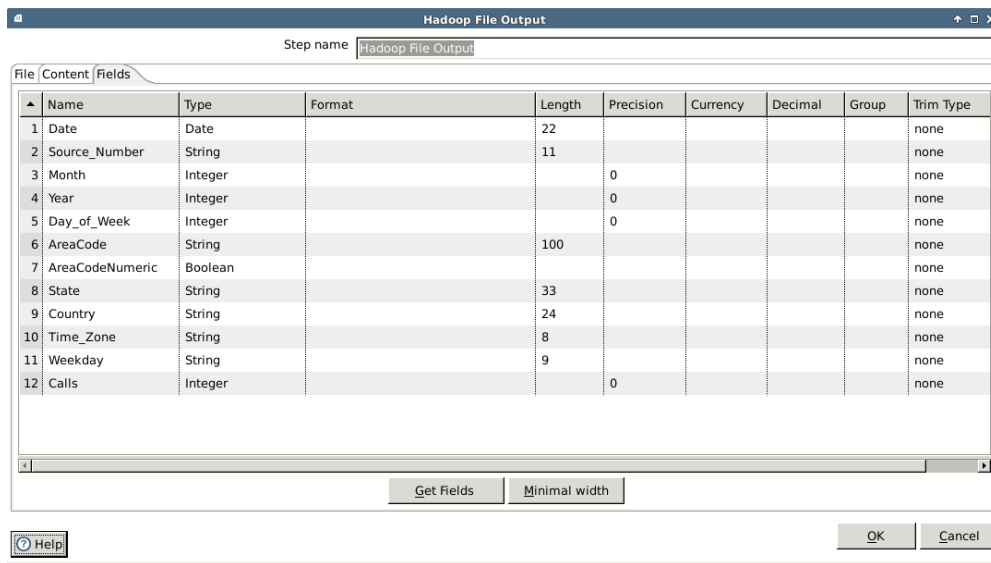 Hadoop File Output
Step name Hadoop File Output
File Content Fields
Name Type Format Length Precision Currency Decimal Group Trim Type
1 Date Date 22 none
2 Source_Number String 11 none
3 Month Integer 0 none
4 Year Integer 0 none
5 Day_of_Week Integer 0 none
6 AreaCode String 100 none
7 AreaCodeNumeric Boolean none
8 State String 33 none
9 Country String 24 none
10 Time_Zone String 8 none
11 Weekday String 9 none
12 Calls Integer 0 none
Get Fields Minimal width
OK Cancel
Help